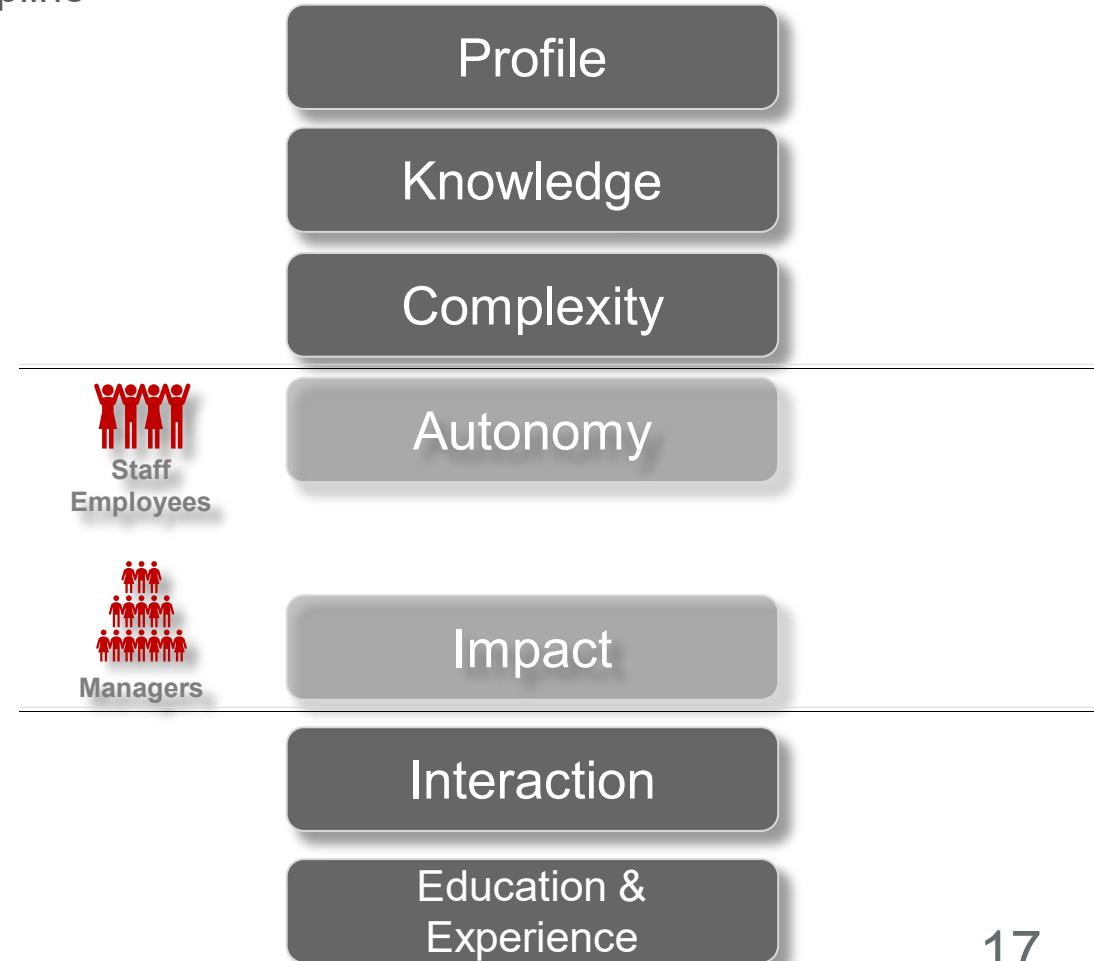 Profile
Knowledge
Complexity
Autonomy
Staff
Employees
Impact
Managers
Interaction
Education &
Experience
17